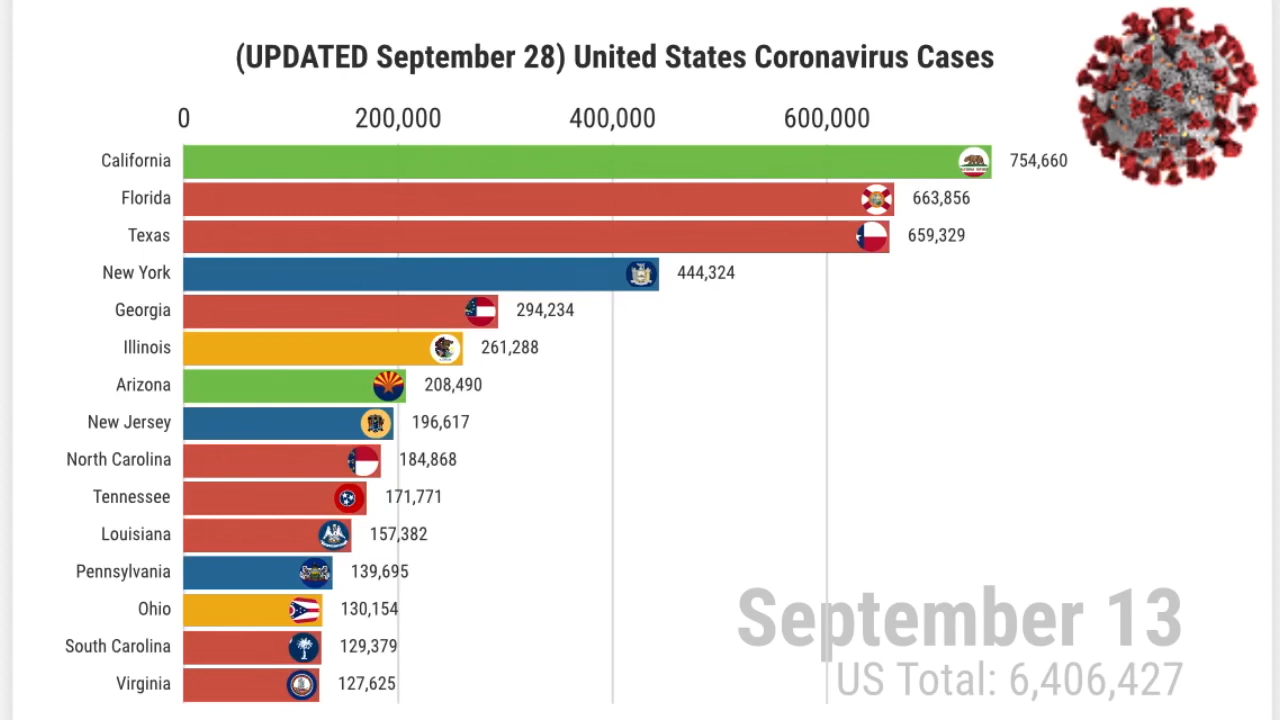 (UPDATED September 28) United States Coronavirus Cases
0 200,000 400,000 600,000
California 754,660
Florida 663,856
Texas 659,329
New York 444,324
Georgia 294,234
Illinois 261,288
Arizona 208,490
New Jersey 196,617
North Carolina 184,868
Tennessee 171,771
Louisiana 157,382
Pennsylvania 139,695
Ohio 130,154
South Carolina 129,379
Virginia 127,625
September 13
US Total: 6,406,427